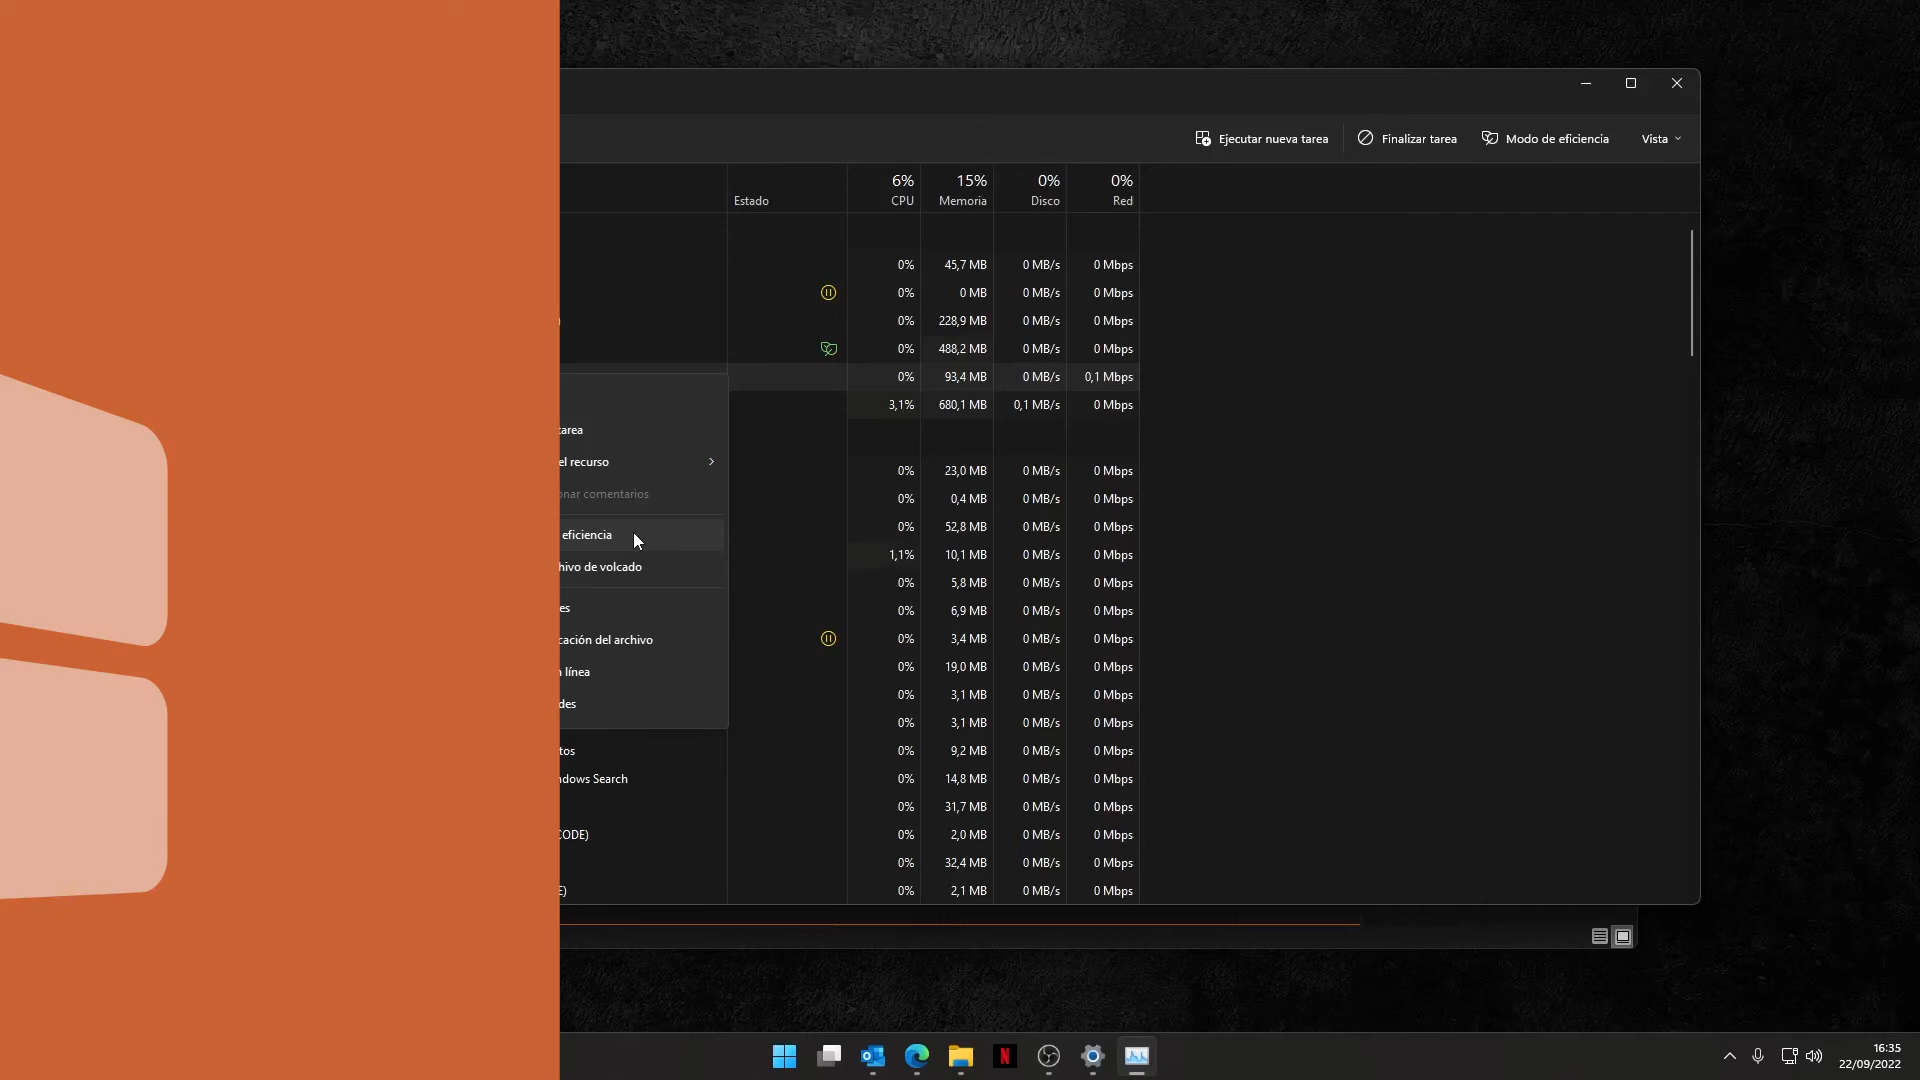 Ejecutar nueva tarea Finalizar tarea Modo de eficiencia Vista
6% 15% 0% 0%
Estado CPU Memoria Disco Red
0% 45,7 MB 0 MB/s 0 Mbps
0% 0 MB 0 MB/s 0 Mbps
) 0% 228,9 MB 0 MB/s 0 Mbps
0% 488,2 MB 0 MB/s 0 Mbps
0% 93,4 MB 0 MB/s 0,1 Mbps
3,1% 680,1 MB 0,1 MB/s 0 Mbps
tarea
el recurso
onar comentarios
eficiencia
hivo de volcado
es
cación del archivo
n línea
des
0% 23,0 MB 0 MB/s 0 Mbps
0% 0,4 MB 0 MB/s 0 Mbps
0% 52,8 MB 0 MB/s 0 Mbps
1,1% 10,1 MB 0 MB/s 0 Mbps
0% 5,8 MB 0 MB/s 0 Mbps
0% 6,9 MB 0 MB/s 0 Mbps
0% 3,4 MB 0 MB/s 0 Mbps
0% 19,0 MB 0 MB/s 0 Mbps
0% 3,1 MB 0 MB/s 0 Mbps
0% 3,1 MB 0 MB/s 0 Mbps
tos 0% 9,2 MB 0 MB/s 0 Mbps
ndows Search 0% 14,8 MB 0 MB/s 0 Mbps
0% 31,7 MB 0 MB/s 0 Mbps
CODE) 0% 2,0 MB 0 MB/s 0 Mbps
0% 32,4 MB 0 MB/s 0 Mbps
E) 0% 2,1 MB 0 MB/s 0 Mbps
16:35
22/09/2022